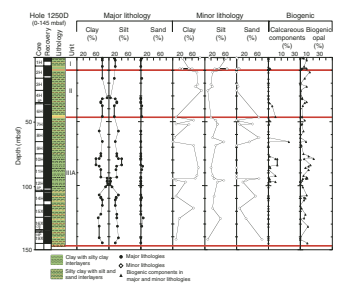 Hole 1250D
(0-145 mbsf)
Major lithology
Minor lithology
Biogenic
Core
Recovery
Lithology
Unit
Clay
(%)
Silt
(%)
Sand
(%)
Clay
(%)
Silt
(%)
Sand
(%)
Calcareous
components
(%)
Biogenic
opal
(%)
20 60
20 60
20 60
20 60
20 60
20 60
10 30
10 30
I
II
IIIA
Depth (mbsf)
50
100
150
Clay with silty clay
interlayers
Silty clay with silt and
sand interlayers
Major lithologies
Minor lithologies
Biogenic components in
major and minor lithologies